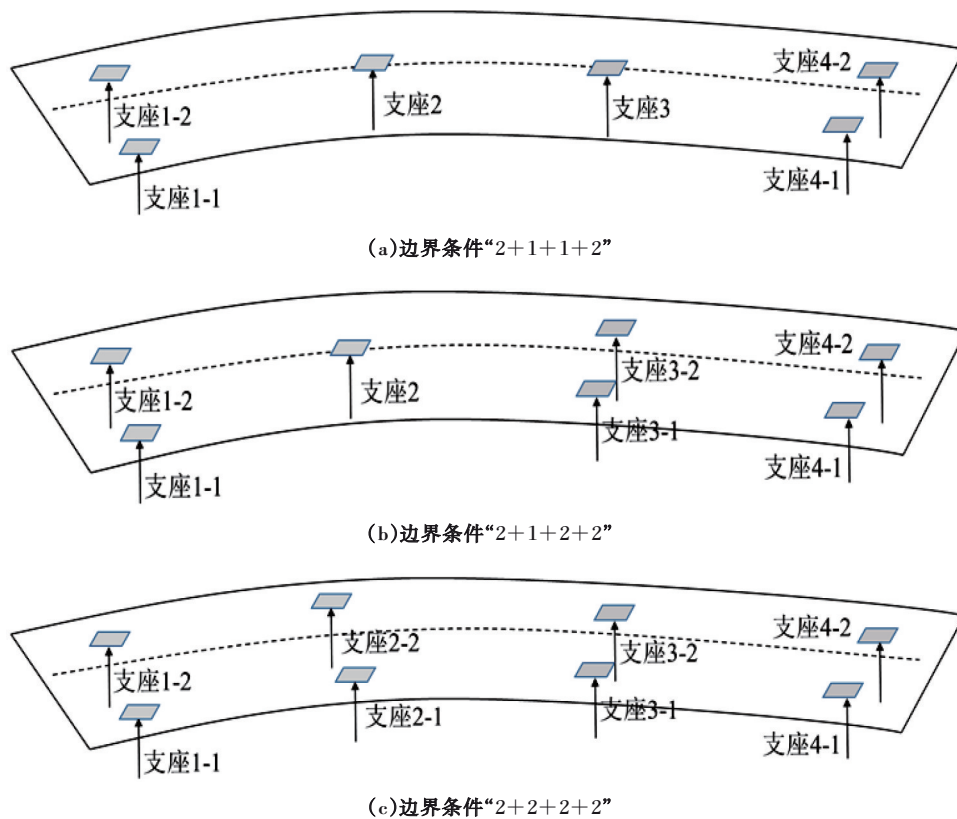 支座4-2
支座1-2
支座2
支座3
支座4-1
支座1-1
(a)边界条件“2+1+1+2”
支座4-2
支座3-2
支座1-2
支座2
支座3-1
支座4-1
支座1-1
(b)边界条件“2+1+2+2”
支座4-2
支座2-2
支座3-2
支座1-2
支座2-1
支座3-1
支座4-1
支座1-1
(c)边界条件“2+2+2+2”